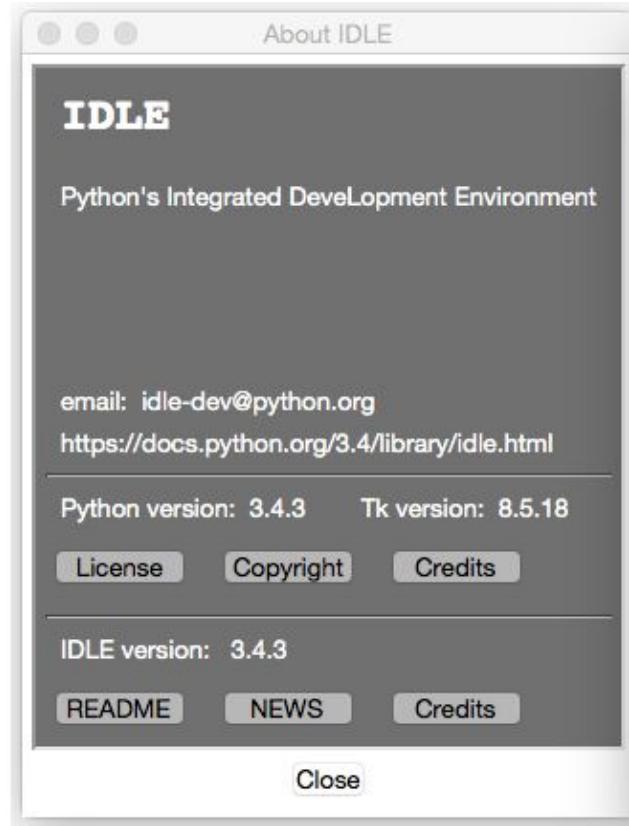 About IDLE
IDLE
Python's Integrated DeveLopment Environment
email: idle-dev@python.org
https://docs.python.org/3.4/library/idle.html
Python version: 3.4.3 Tk version: 8.5.18
License Copyright Credits
IDLE version: 3.4.3
README NEWS Credits
Close